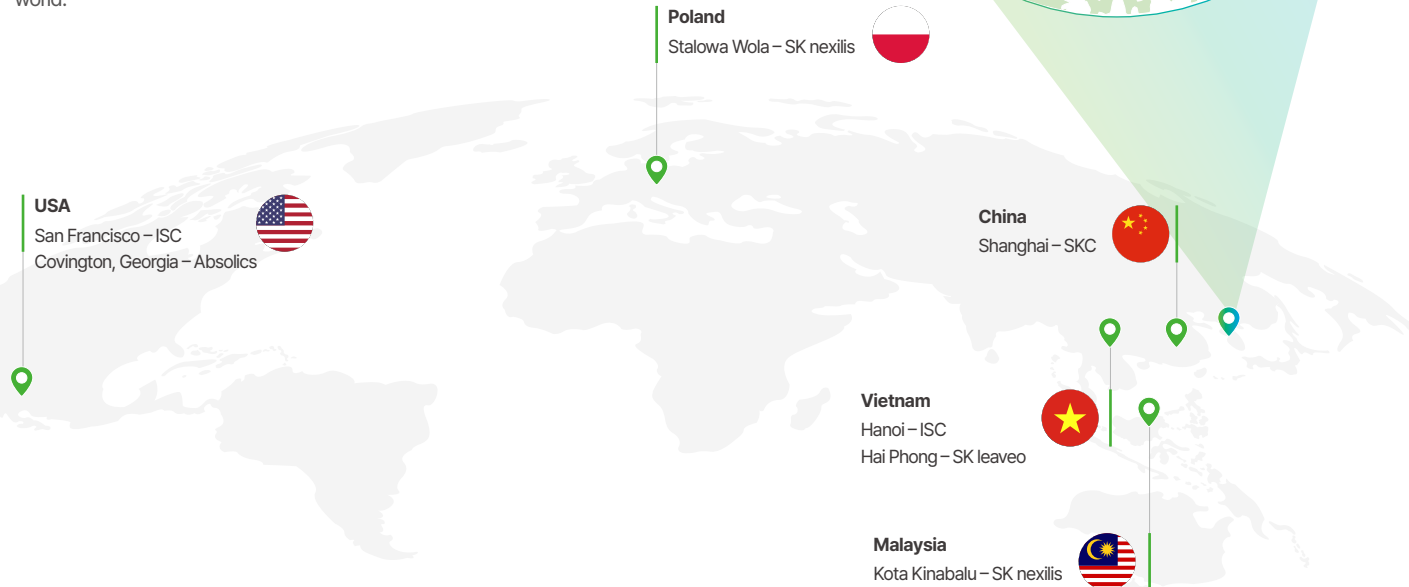 world.
Poland
Stalowa Wola – SK nexilis
USA
San Francisco – ISC
Covington, Georgia – Absolics
China
Shanghai – SKC
Vietnam
Hanoi – ISC
Hai Phong – SK leaveo
Malaysia
Kota Kinabalu – SK nexilis